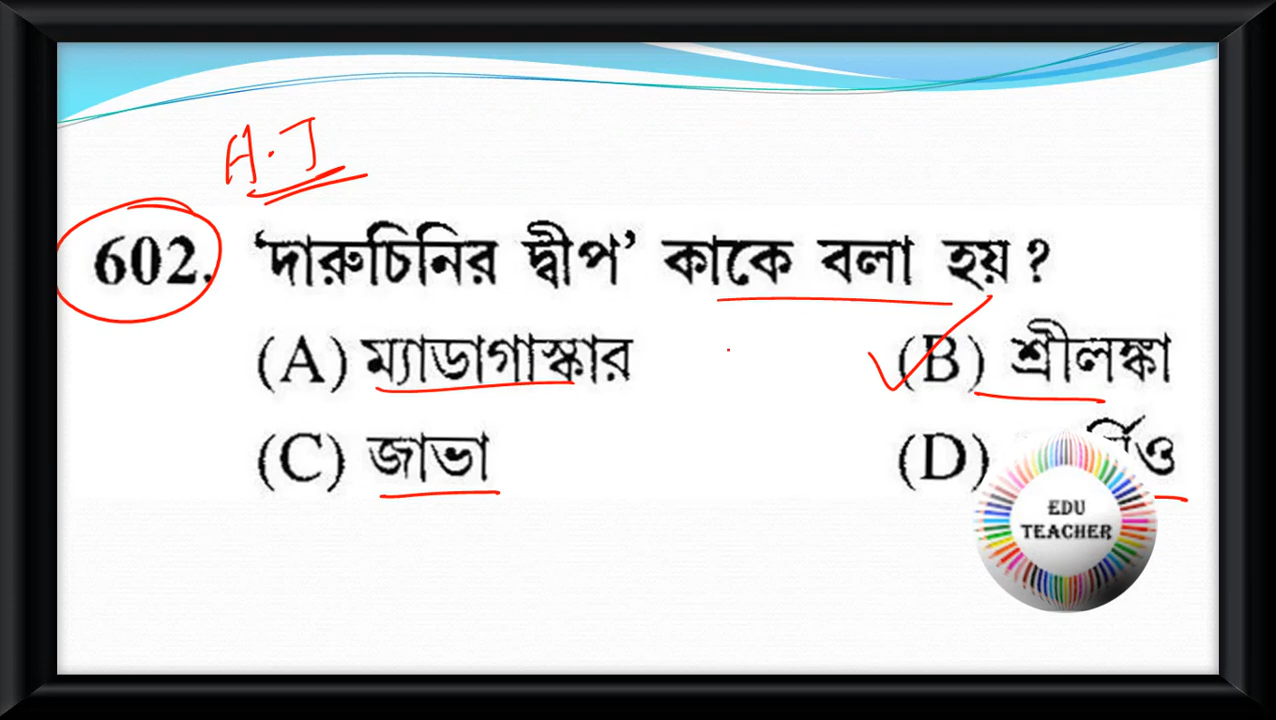 A.J
602. ‘দারুচিনির দ্বীপ’ কাকে বলা হয়?
(A) ম্যাডাগাস্কার (B) শ্রীলঙ্কা
(C) জাভা (D)
EDU
TEACHER